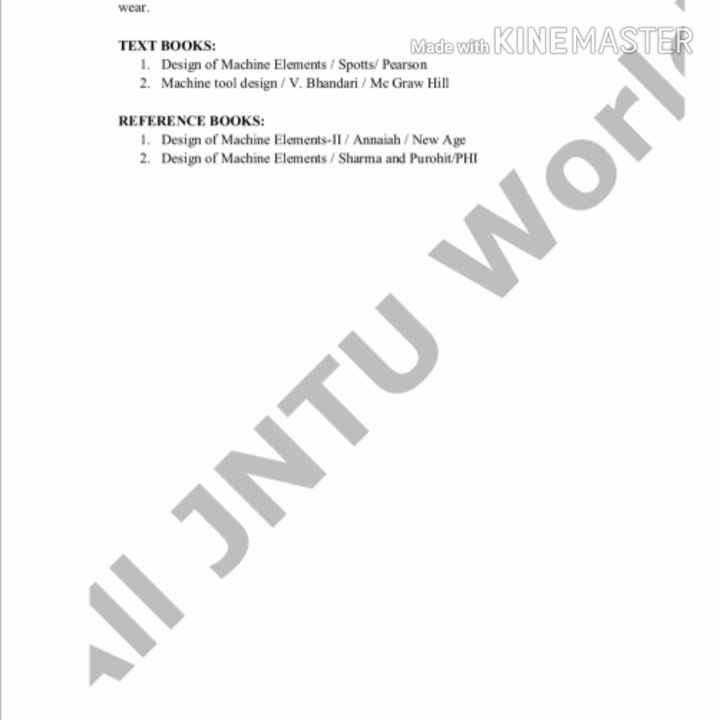 wear.
Made with KINEMASTER
TEXT BOOKS:
1. Design of Machine Elements / Spotts/ Pearson
2. Machine tool design / V. Bhandari / Mc Graw Hill
REFERENCE BOOKS:
1. Design of Machine Elements-II / Annaiah / New Age
2. Design of Machine Elements / Sharma and Purohit/PHI
All JNTU World